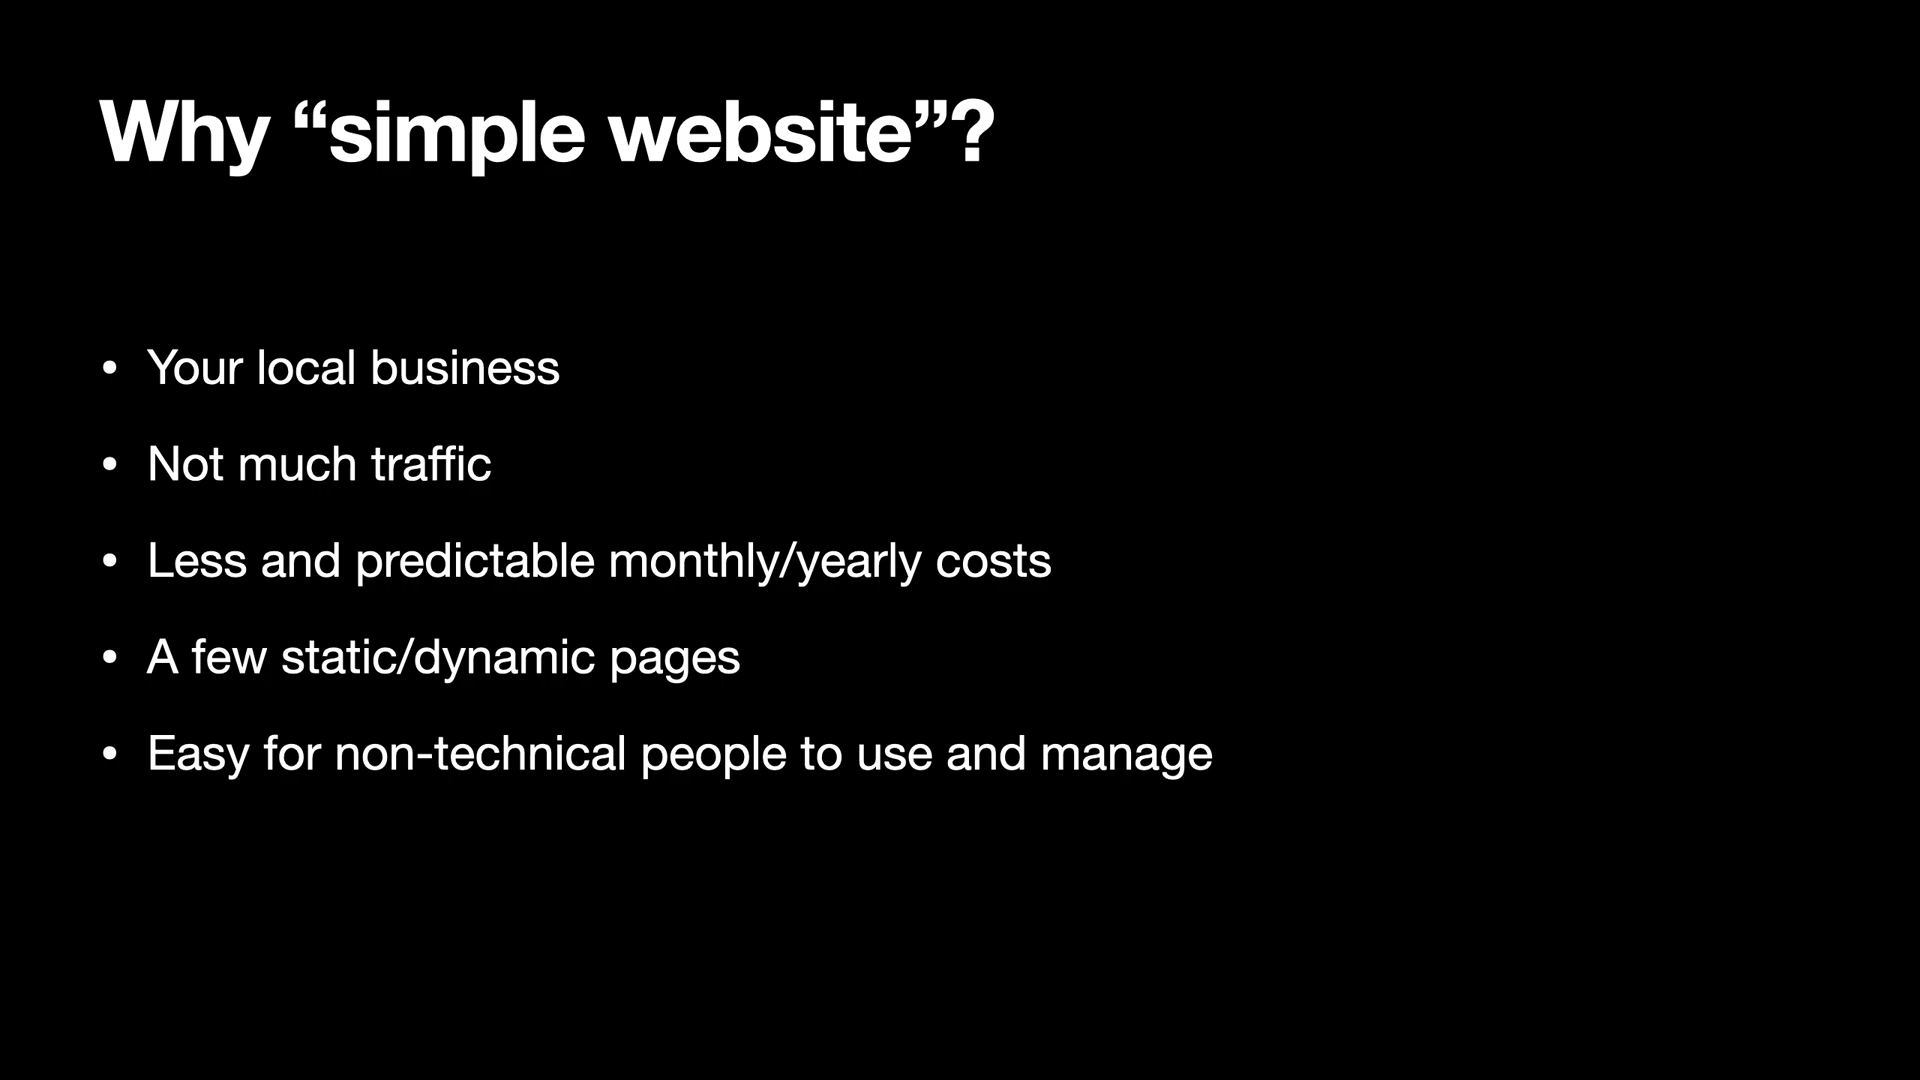 Why “simple website”?
• Your local business
• Not much traffic
• Less and predictable monthly/yearly costs
• A few static/dynamic pages
• Easy for non-technical people to use and manage